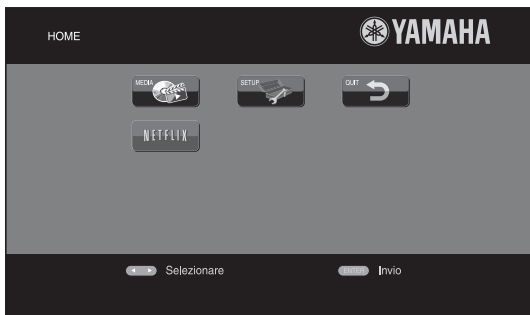 HOME
YAMAHA
MEDIA
SETUP
QUIT
NETFLIX
Selezionare
ENTER Invio